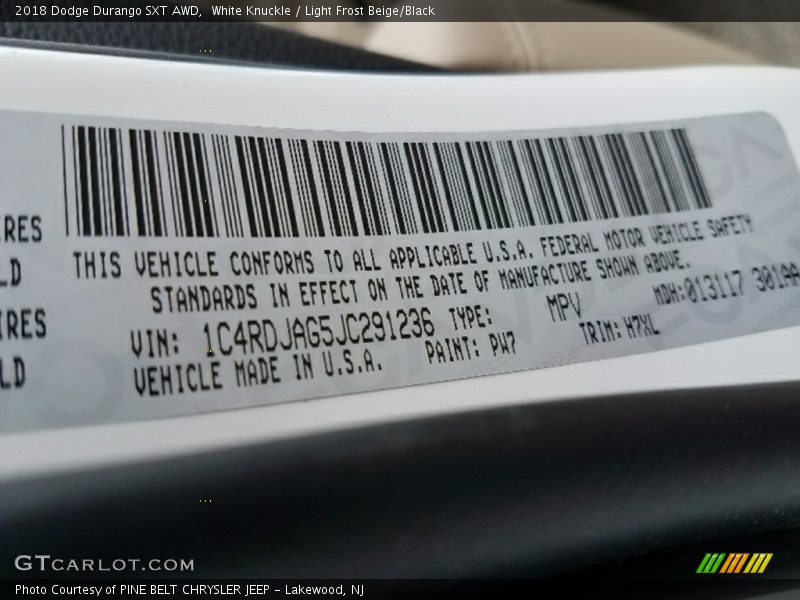 2018 Dodge Durango SXT AWD, White Knuckle / Light Frost Beige/Black
IRES
LD
IRES
LD
THIS VEHICLE CONFORMS TO ALL APPLICABLE U.S.A. FEDERAL MOTOR VEHICLE SAFETY
STANDARDS IN EFFECT ON THE DATE OF MANUFACTURE SHOWN ABOVE.
VIN: 1C4RDJAG5JC291236 TYPE: MPV MDH:013117 301AA
VEHICLE MADE IN U.S.A. PAINT: PW7 TRIM: H7XL
GTCARLOT.COM
Photo Courtesy of PINE BELT CHRYSLER JEEP - Lakewood, NJ